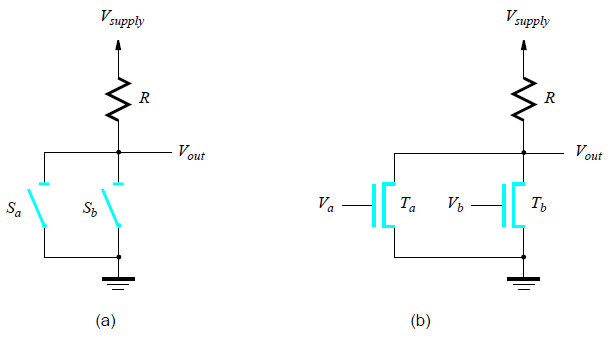 V_supply
R
V_out
S_a
S_b
(a)
V_supply
R
V_out
V_a
T_a
V_b
T_b
(b)